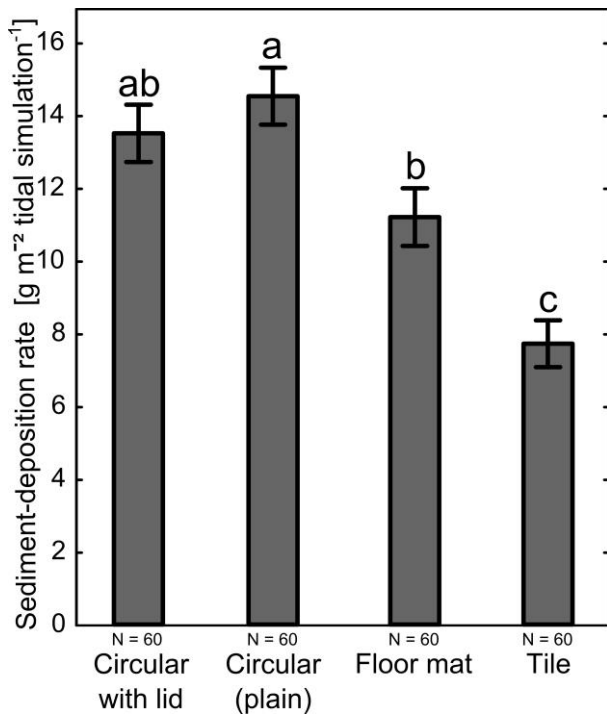 Sediment-deposition rate [g m⁻² tidal simulation⁻¹]
16
14
12
10
8
6
4
2
0
ab
a
b
c
N = 60
N = 60
N = 60
N = 60
Circular
with lid
Circular
(plain)
Floor mat
Tile